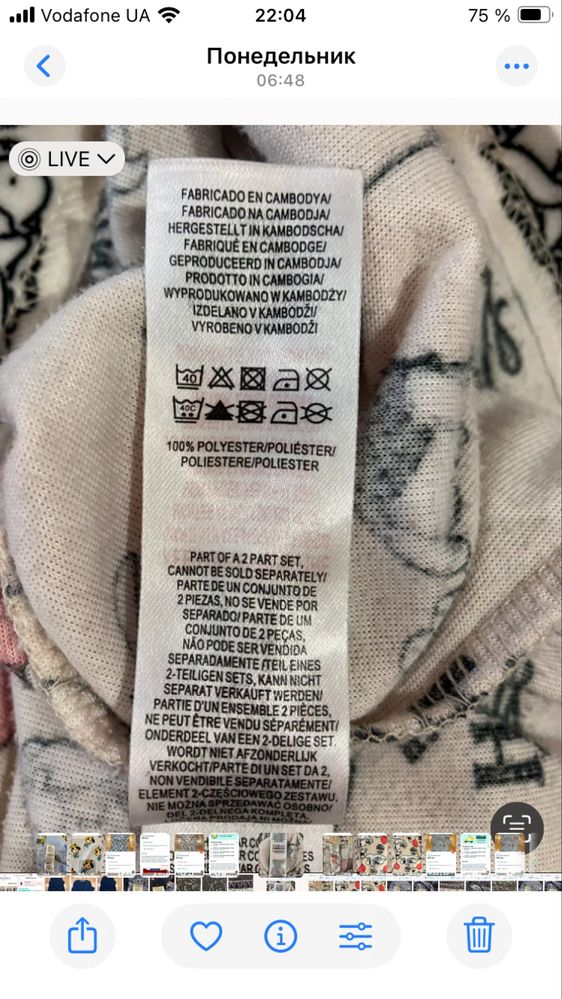 Vodafone UA
22:04
75 %
Понедельник
06:48
LIVE
FABRICADO EN CAMBODYA/
FABRICADO NA CAMBODJA/
HERGESTELLT IN KAMBODSCHA/
FABRIQUÉ EN CAMBODGE/
GEPRODUCEERD IN CAMBODJA/
PRODOTTO IN CAMBOGIA/
WYPRODUKOWANO W KAMBODŻY/
IZDELANO V KAMBODŽI/
VYROBENO V KAMBODŽI
40
40C
100% POLYESTER/POLIÉSTER/
POLIESTERE/POLIESTER
PART OF A 2 PART SET,
CANNOT BE SOLD SEPARATELY/
PARTE DE UN CONJUNTO DE
2 PIEZAS, NO SE VENDE POR
SEPARADO/ PARTE DE UM
CONJUNTO DE 2 PEÇAS,
NÃO PODE SER VENDIDA
SEPARADAMENTE /TEIL EINES
2-TEILIGEN SETS, KANN NICHT
SEPARAT VERKAUFT WERDEN/
PARTIE D'UN ENSEMBLE 2 PIÈCES,
NE PEUT ÊTRE VENDU SÉPARÉMENT/
ONDERDEEL VAN EEN 2-DELIGE SET.
WORDT NIET AFZONDERLIJK
VERKOCHT/PARTE DI UN SET DA 2,
NON VENDIBILE SEPARATAMENTE/
ELEMENT 2-CZĘŚCIOWEGO ZESTAWU,
NIE MOŻNA SPRZEDAWAĆ OSOBNO/
DEL 2-DELNEGA KOMPLETA,